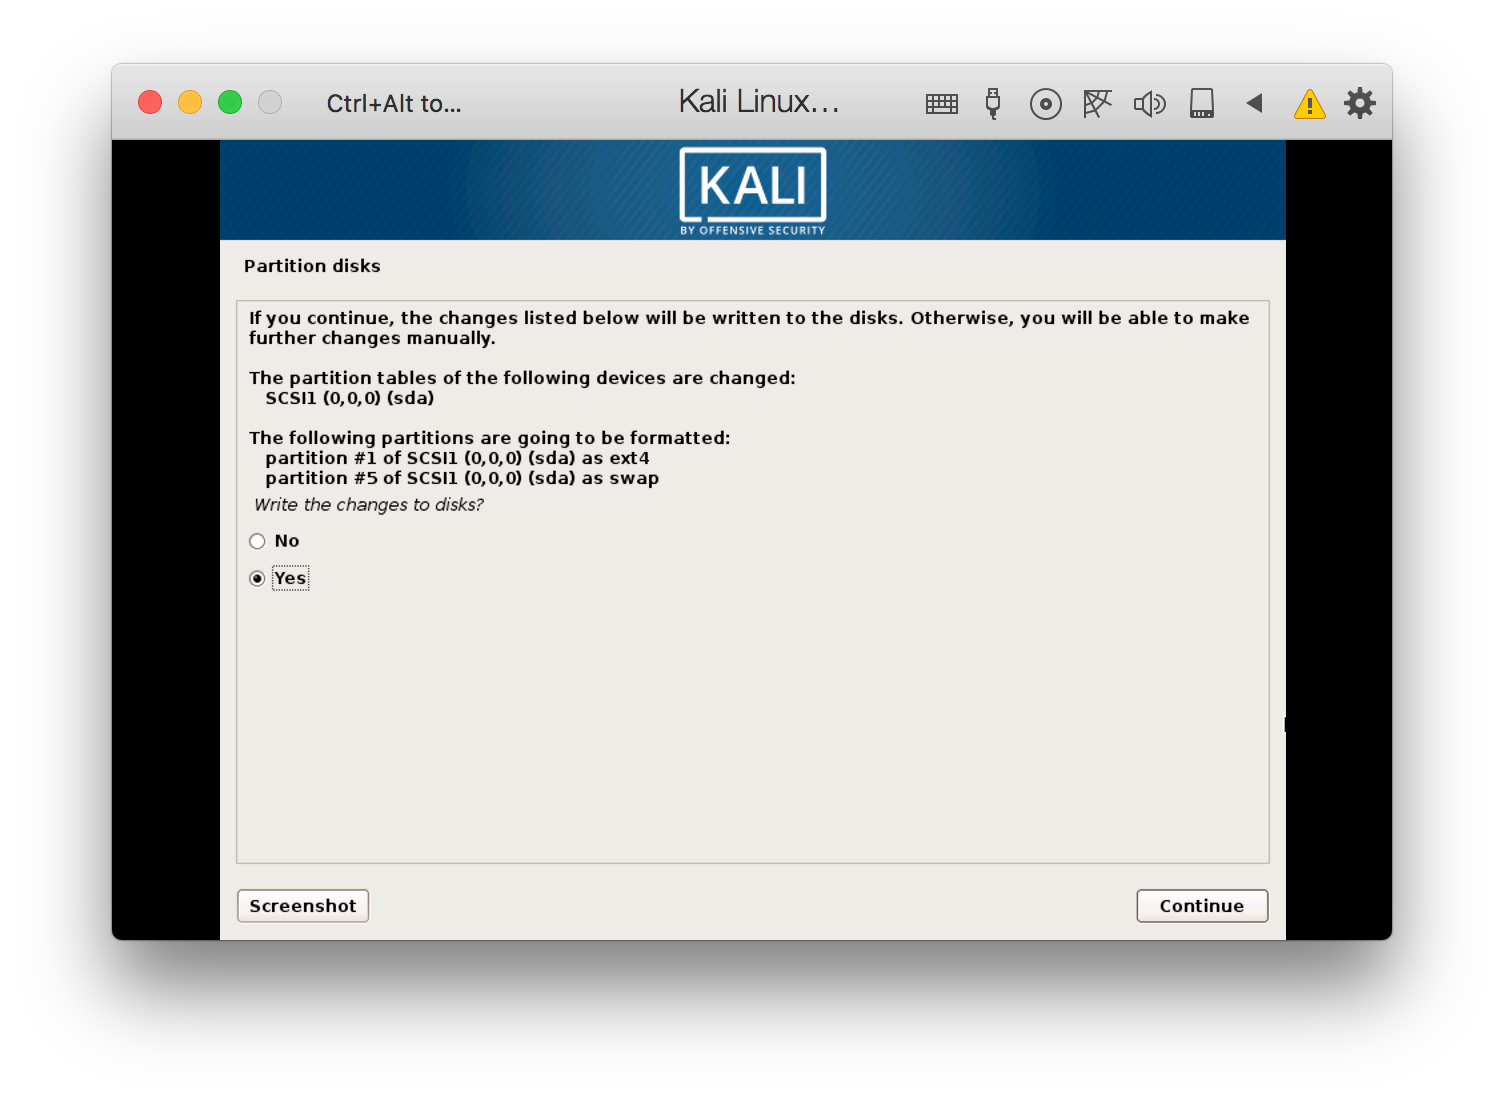 Ctrl+Alt to...
Kali Linux...
KALI
BY OFFENSIVE SECURITY
Partition disks
If you continue, the changes listed below will be written to the disks. Otherwise, you will be able to make
further changes manually.
The partition tables of the following devices are changed:
SCSI1 (0,0,0) (sda)
The following partitions are going to be formatted:
partition #1 of SCSI1 (0,0,0) (sda) as ext4
partition #5 of SCSI1 (0,0,0) (sda) as swap
Write the changes to disks?
No
Yes
Screenshot
Continue